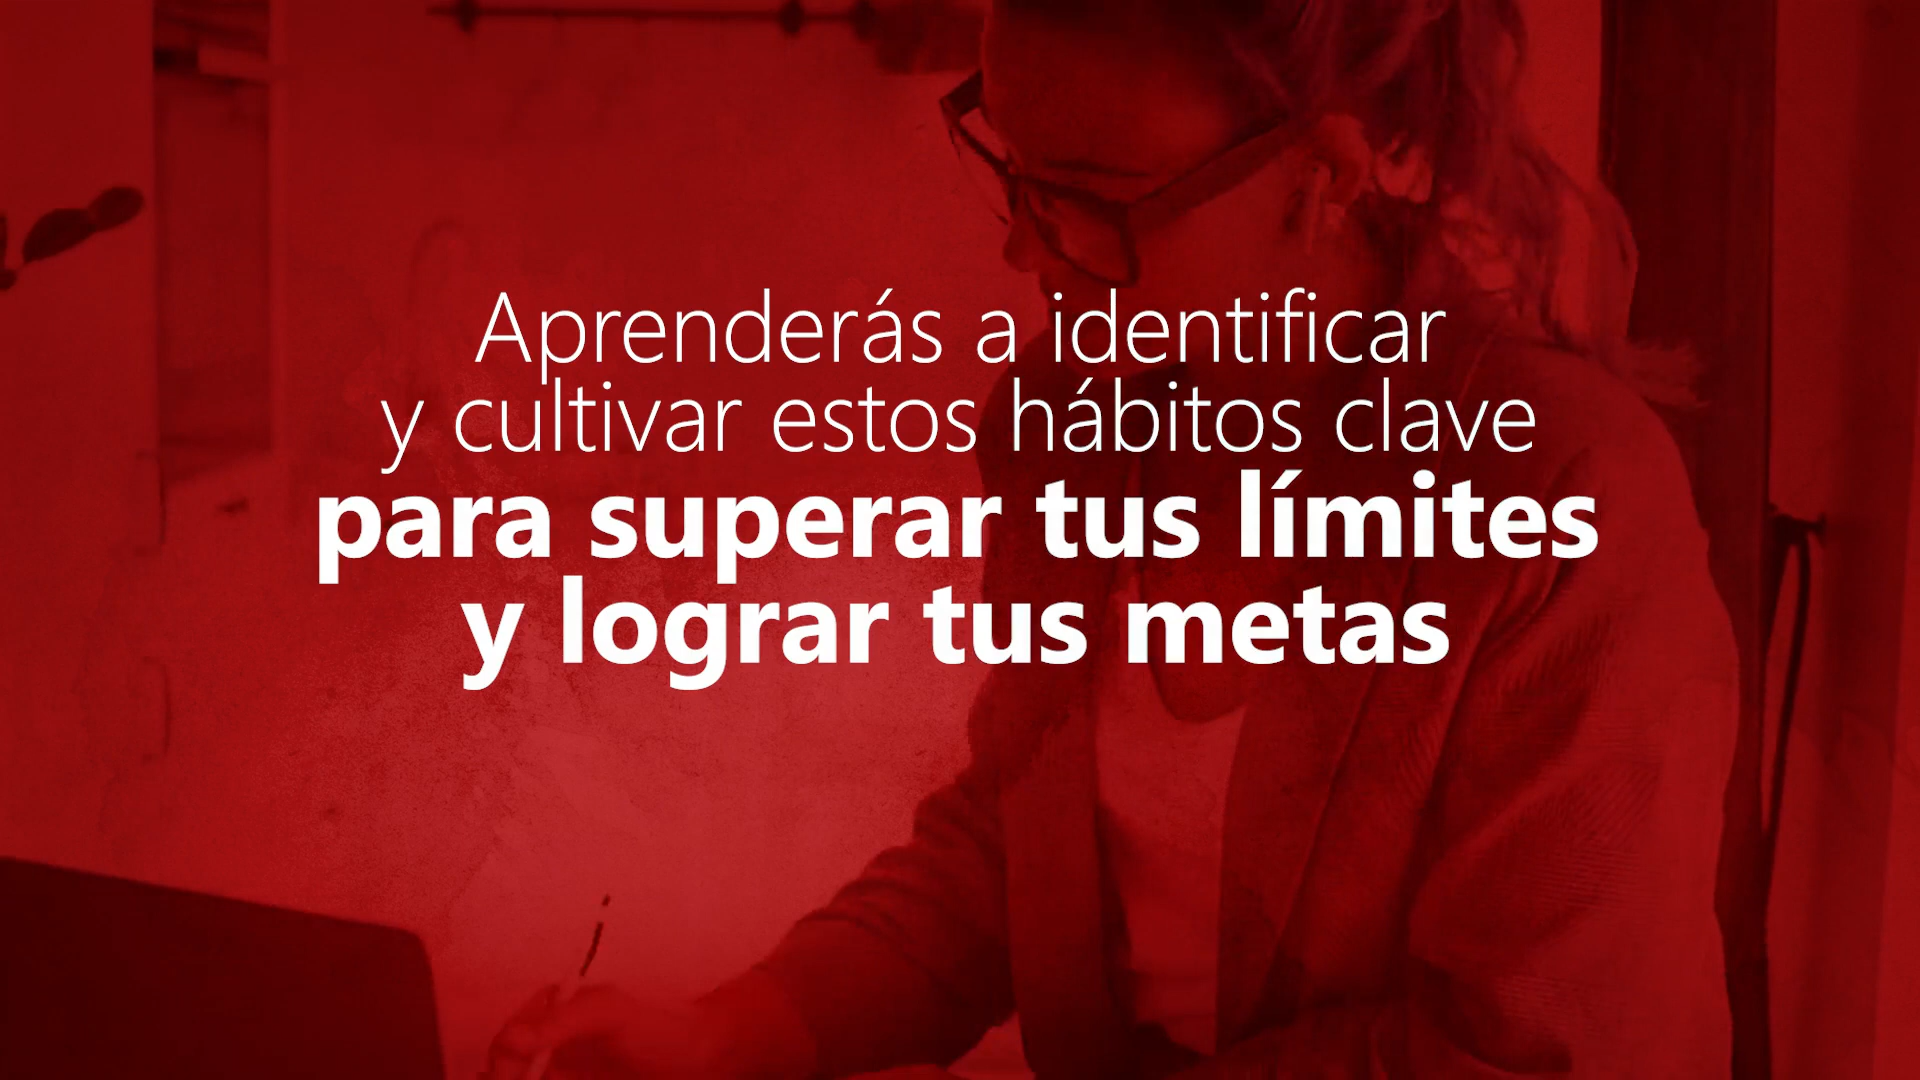 Aprenderás a identificar
y cultivar estos hábitos clave
para superar tus límites
y lograr tus metas